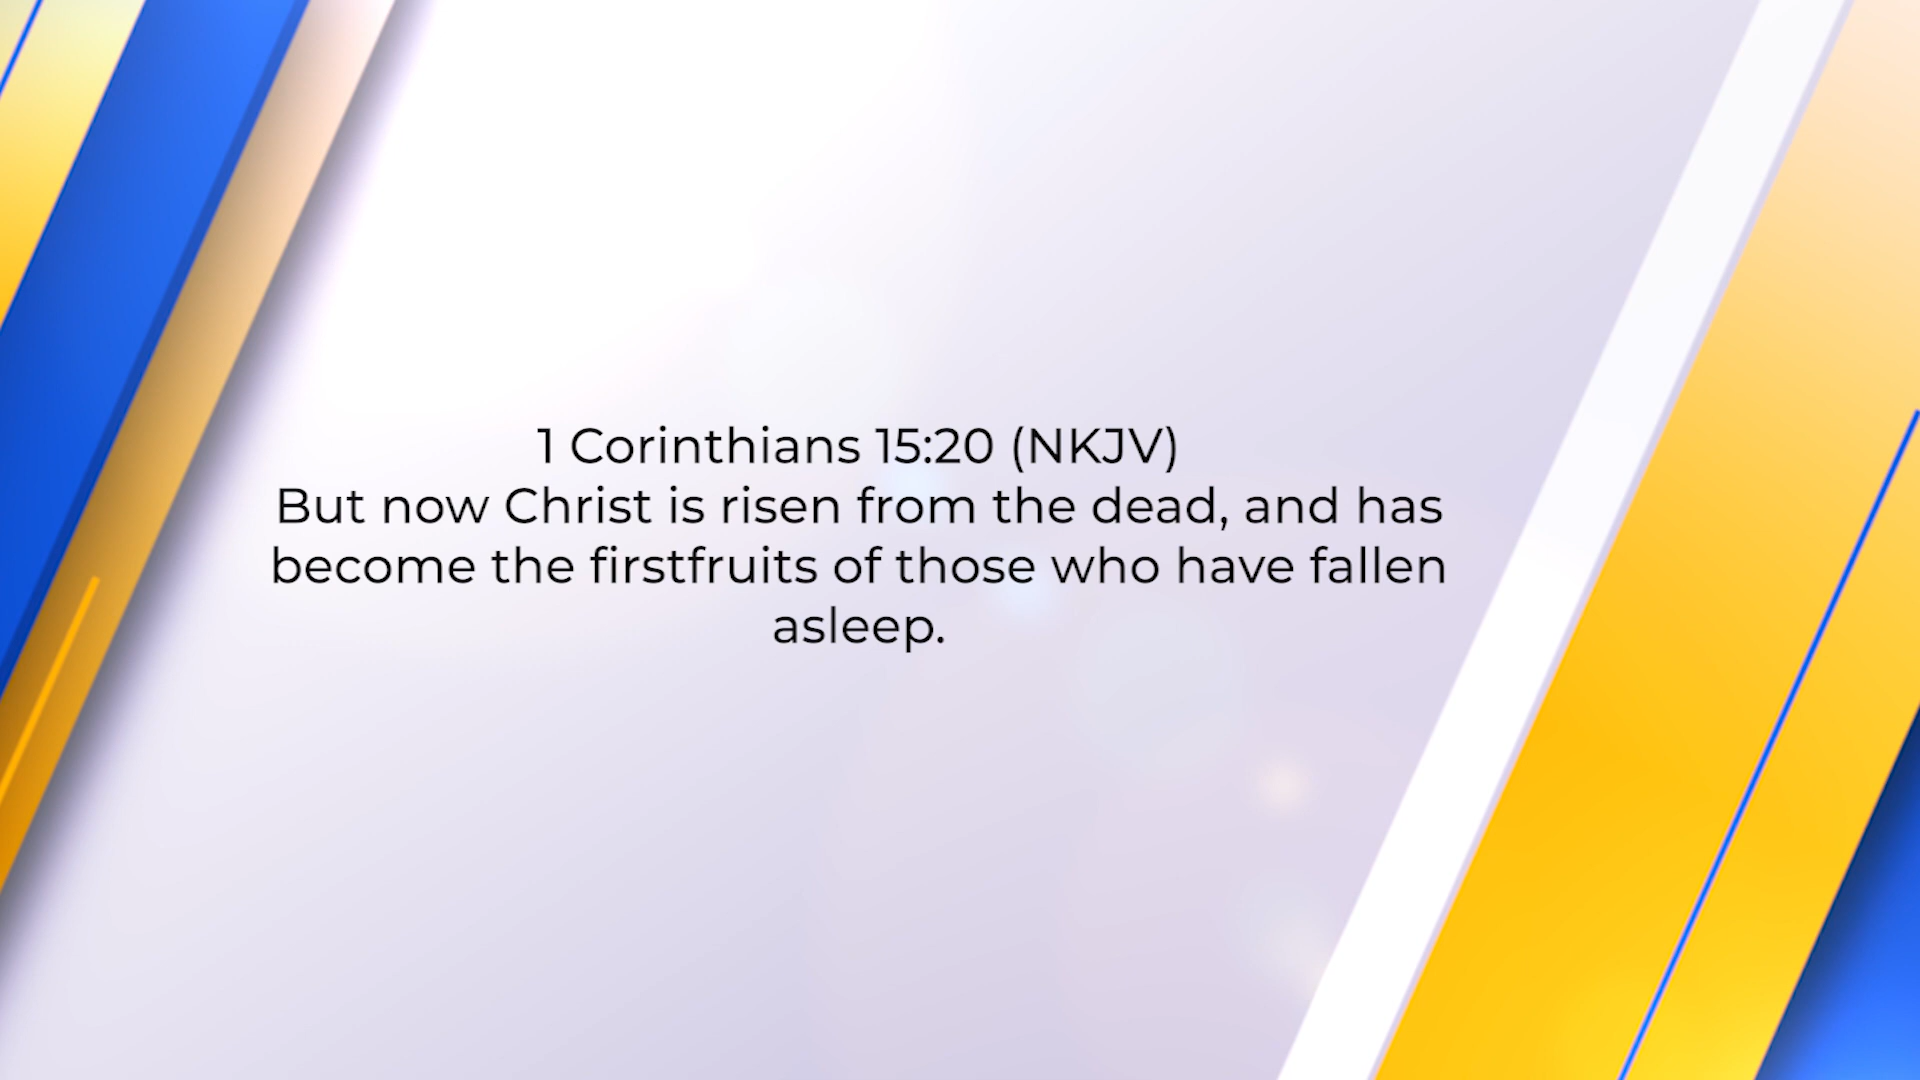 1 Corinthians 15:20 (NKJV)
But now Christ is risen from the dead, and has
become the firstfruits of those who have fallen
asleep.